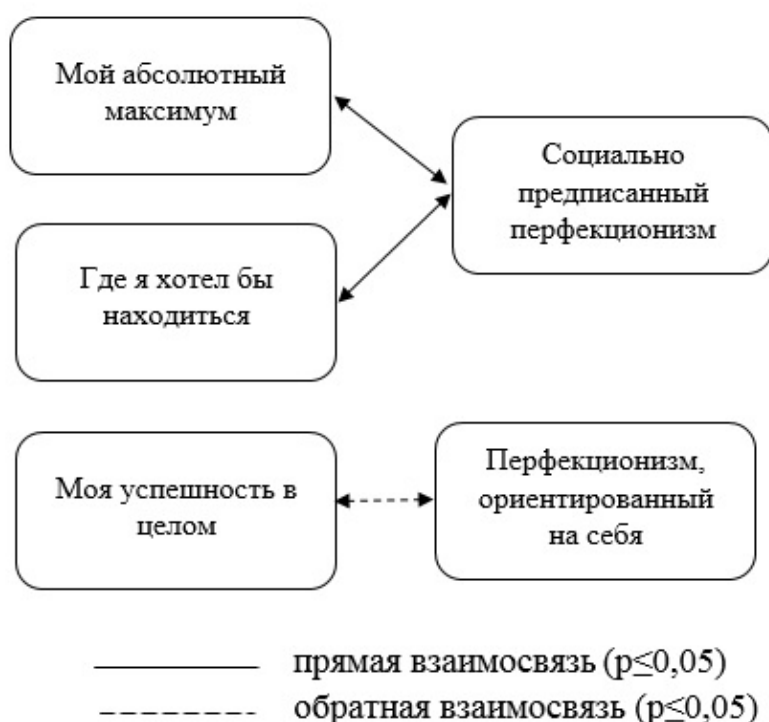 Мой абсолютный
максимум
Социально
предписанный
перфекционизм
Где я хотел бы
находиться
Моя успешность в
целом
Перфекционизм,
ориентированный
на себя
прямая взаимосвязь (p≤0,05)
обратная взаимосвязь (p≤0,05)